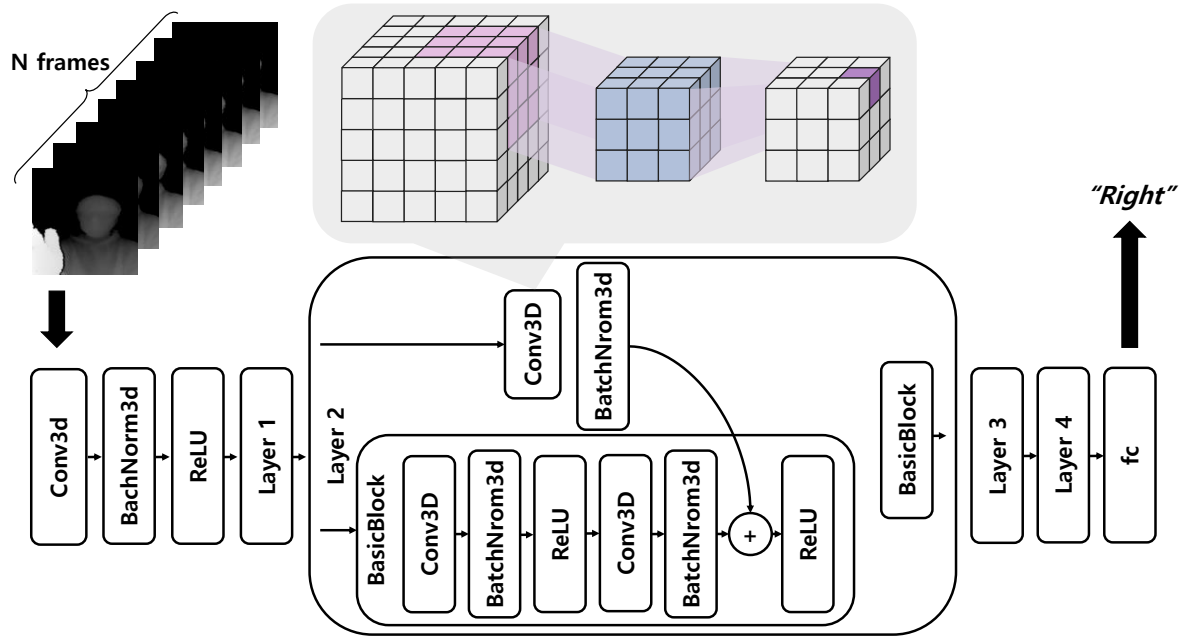 N frames
“Right”
Conv3d
BachNorm3d
ReLU
Layer 1
Layer 2
Conv3D
BatchNrom3d
BasicBlock
Conv3D
BatchNrom3d
ReLU
Conv3D
BatchNrom3d
+
ReLU
BasicBlock
Layer 3
Layer 4
fc